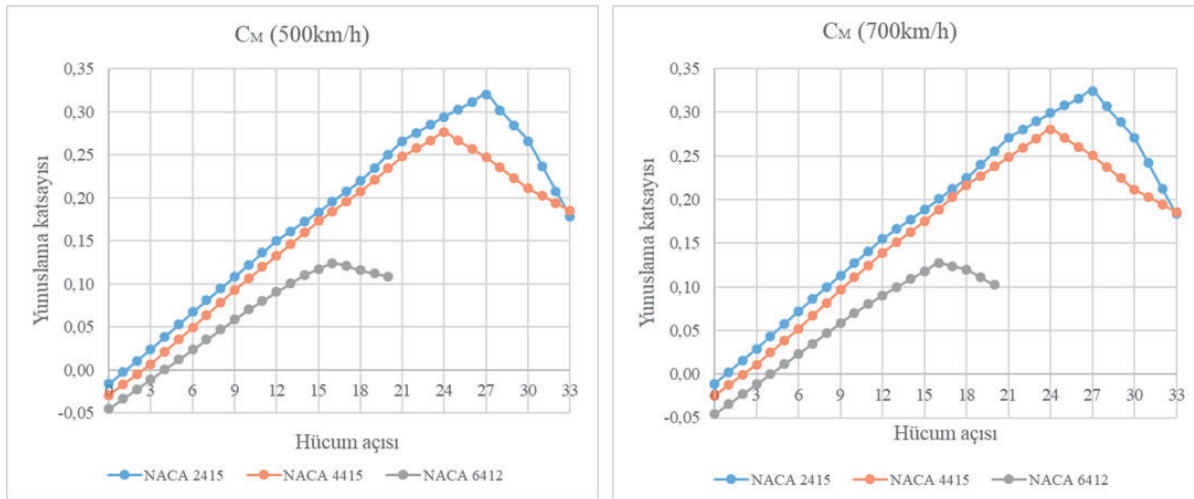 CM (500km/h)
Yunuslama katsayısı
0,35
0,30
0,25
0,20
0,15
0,10
0,05
0,00
-0,05
0 3 6 9 12 15 18 21 24 27 30 33
Hücum açısı
NACA 2415 NACA 4415 NACA 6412
CM (700km/h)
Yunuslama katsayısı
0,35
0,30
0,25
0,20
0,15
0,10
0,05
0,00
-0,05
0 3 6 9 12 15 18 21 24 27 30 33
Hücum açısı
NACA 2415 NACA 4415 NACA 6412